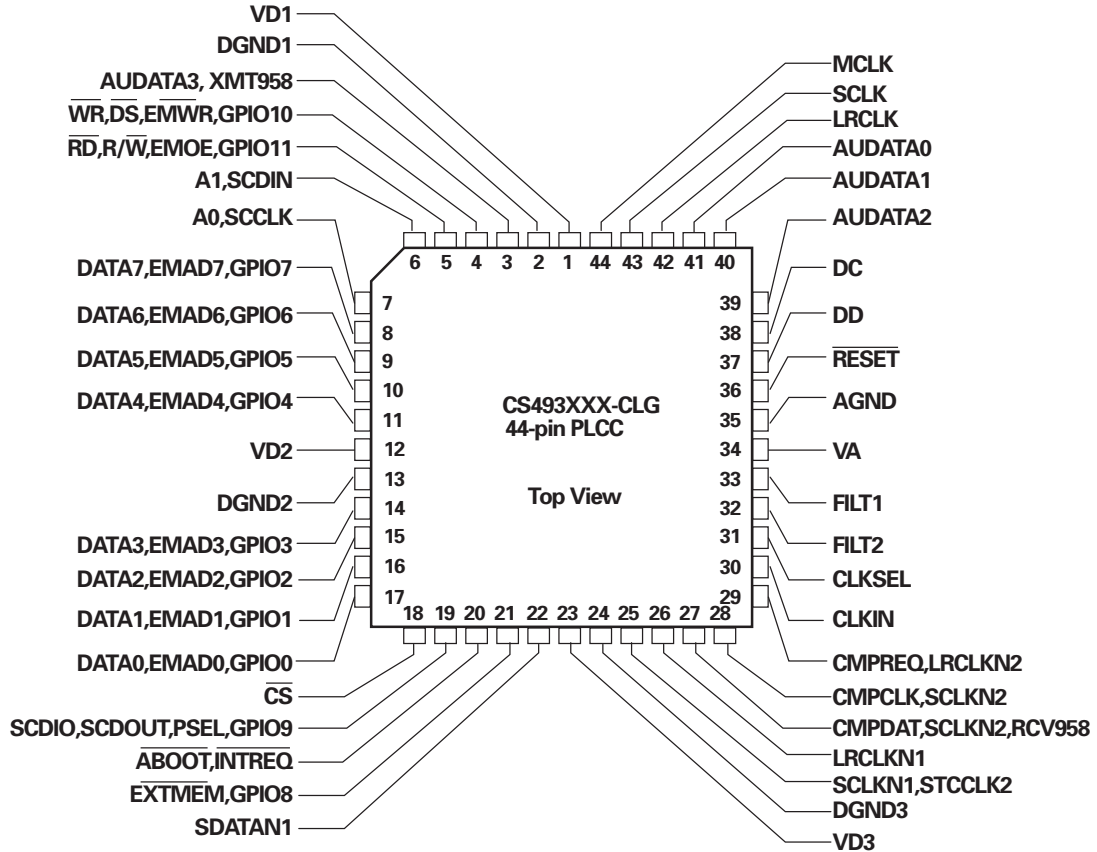 VD1
DGND1
AUDATA3, XMT958
WR,DS,EMWR,GPIO10
RD,R/W,EMOE,GPIO11
A1,SCDIN
A0,SCCLK
DATA7,EMAD7,GPIO7
DATA6,EMAD6,GPIO6
DATA5,EMAD5,GPIO5
DATA4,EMAD4,GPIO4
VD2
DGND2
DATA3,EMAD3,GPIO3
DATA2,EMAD2,GPIO2
DATA1,EMAD1,GPIO1
DATA0,EMAD0,GPIO0
CS
SCDIO,SCDOUT,PSEL,GPIO9
ABOOT,INTREQ
EXTMEM,GPIO8
SDATAN1
6 5 4 3 2 1 44 43 42 41 40
7
8
9
10
11
12
13
14
15
16
17
CS493XXX-CLG
44-pin PLCC
Top View
39
38
37
36
35
34
33
32
31
30
29
18 19 20 21 22 23 24 25 26 27 28
MCLK
SCLK
LRCLK
AUDATA0
AUDATA1
AUDATA2
DC
DD
RESET
AGND
VA
FILT1
FILT2
CLKSEL
CLKIN
CMPREQ,LRCLKN2
CMPCLK,SCLKN2
CMPDAT,SCLKN2,RCV958
LRCLKN1
SCLKN1,STCCLK2
DGND3
VD3